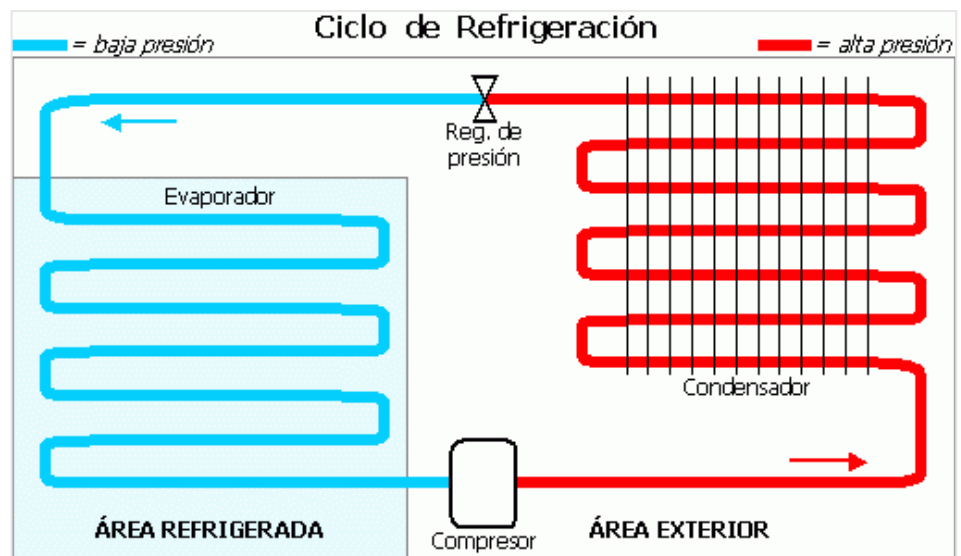 Ciclo de Refrigeración
= baja presión
= alta presión
Reg. de
presión
Evaporador
Condensador
ÁREA REFRIGERADA
Compresor
ÁREA EXTERIOR